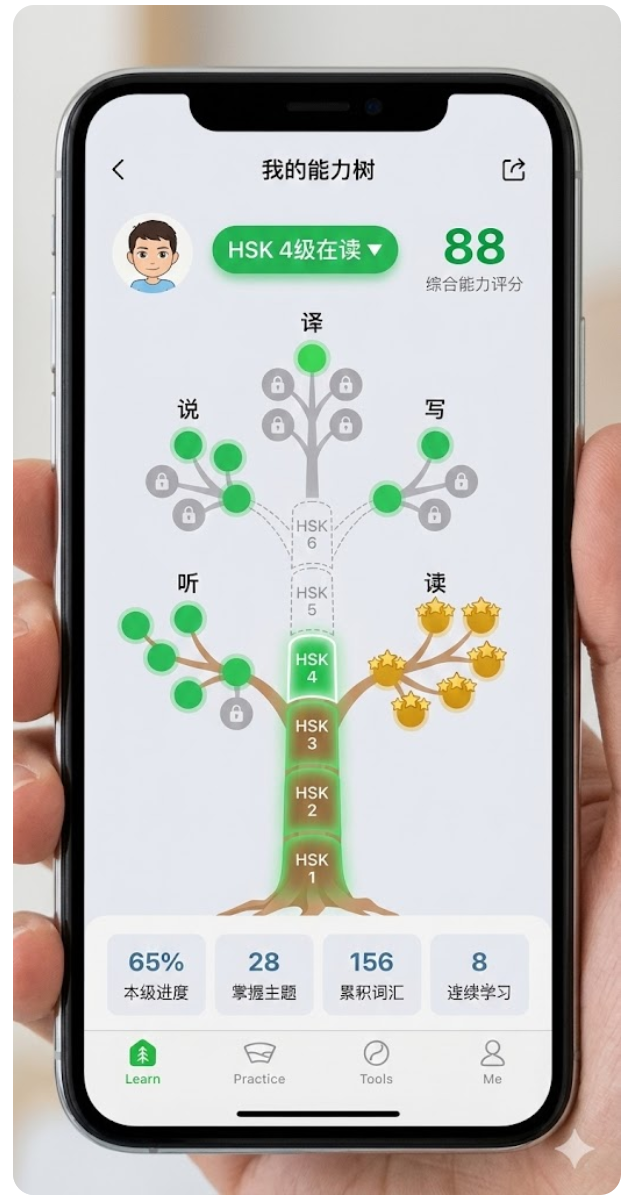 我的能力树
HSK 4级在读
88
综合能力评分
译
说
写
HSK
6
听
读
HSK
5
HSK
4
HSK
3
HSK
2
HSK
1
65%
本级进度
28
掌握主题
156
累积词汇
8
连续学习
Learn
Practice
Tools
Me